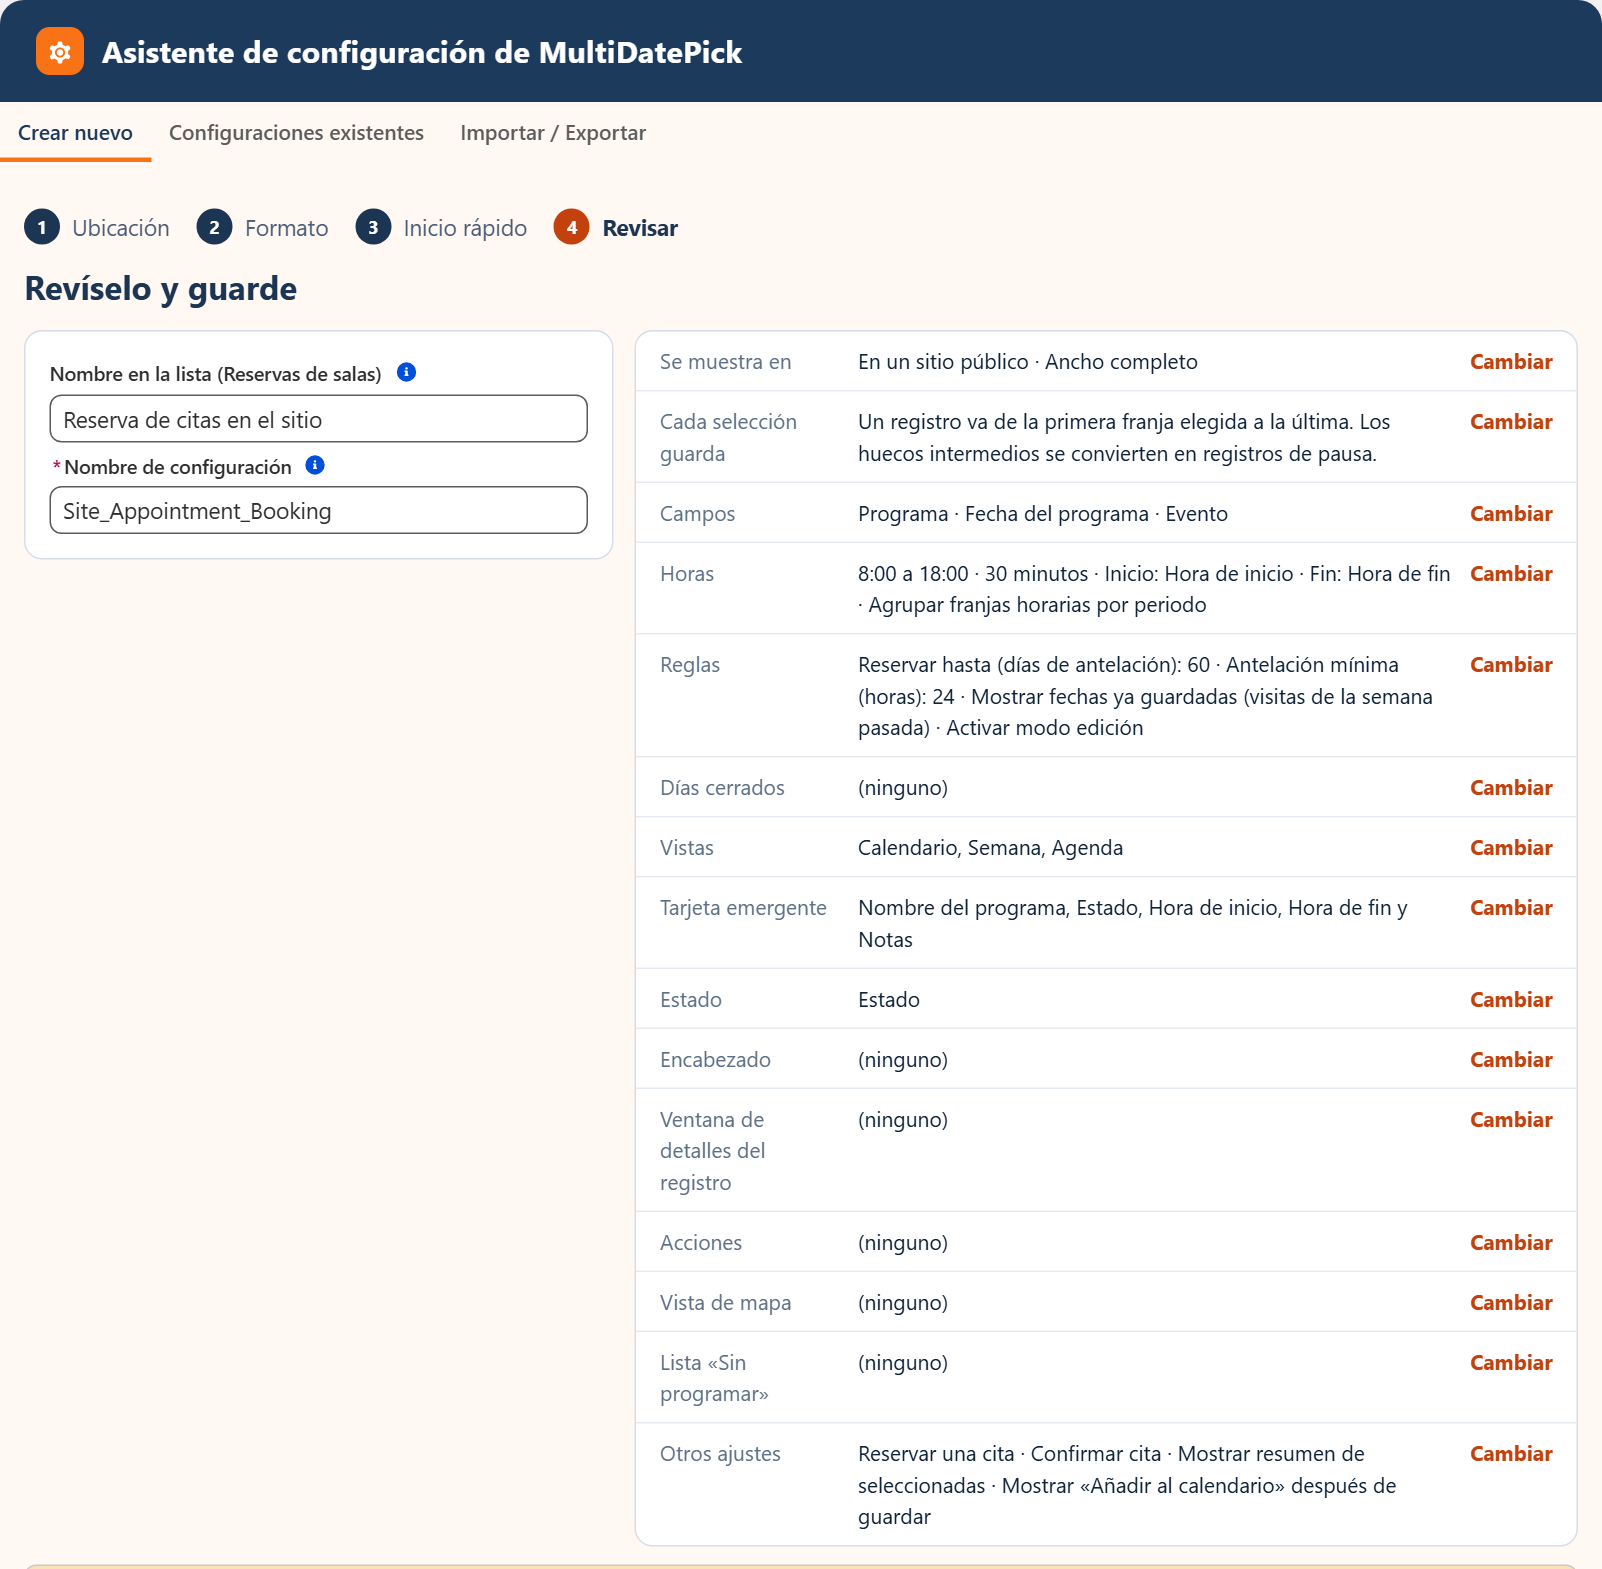 Asistente de configuración de MultiDatePick
Crear nuevo
Configuraciones existentes
Importar / Exportar
1 Ubicación
2 Formato
3 Inicio rápido
4 Revisar
Revíselo y guarde
Nombre en la lista (Reservas de salas)
Reserva de citas en el sitio
*Nombre de configuración
Site_Appointment_Booking
Se muestra en
En un sitio público · Ancho completo
Cambiar
Cada selección
guarda
Un registro va de la primera franja elegida a la última. Los
huecos intermedios se convierten en registros de pausa.
Cambiar
Campos
Programa · Fecha del programa · Evento
Cambiar
Horas
8:00 a 18:00 · 30 minutos · Inicio: Hora de inicio · Fin: Hora de fin
· Agrupar franjas horarias por periodo
Cambiar
Reglas
Reservar hasta (días de antelación): 60 · Antelación mínima
(horas): 24 · Mostrar fechas ya guardadas (visitas de la semana
pasada) · Activar modo edición
Cambiar
Días cerrados
(ninguno)
Cambiar
Vistas
Calendario, Semana, Agenda
Cambiar
Tarjeta emergente
Nombre del programa, Estado, Hora de inicio, Hora de fin y
Notas
Cambiar
Estado
Estado
Cambiar
Encabezado
(ninguno)
Cambiar
Ventana de
detalles del
registro
(ninguno)
Cambiar
Acciones
(ninguno)
Cambiar
Vista de mapa
(ninguno)
Cambiar
Lista «Sin
programar»
(ninguno)
Cambiar
Otros ajustes
Reservar una cita · Confirmar cita · Mostrar resumen de
seleccionadas · Mostrar «Añadir al calendario» después de
guardar
Cambiar